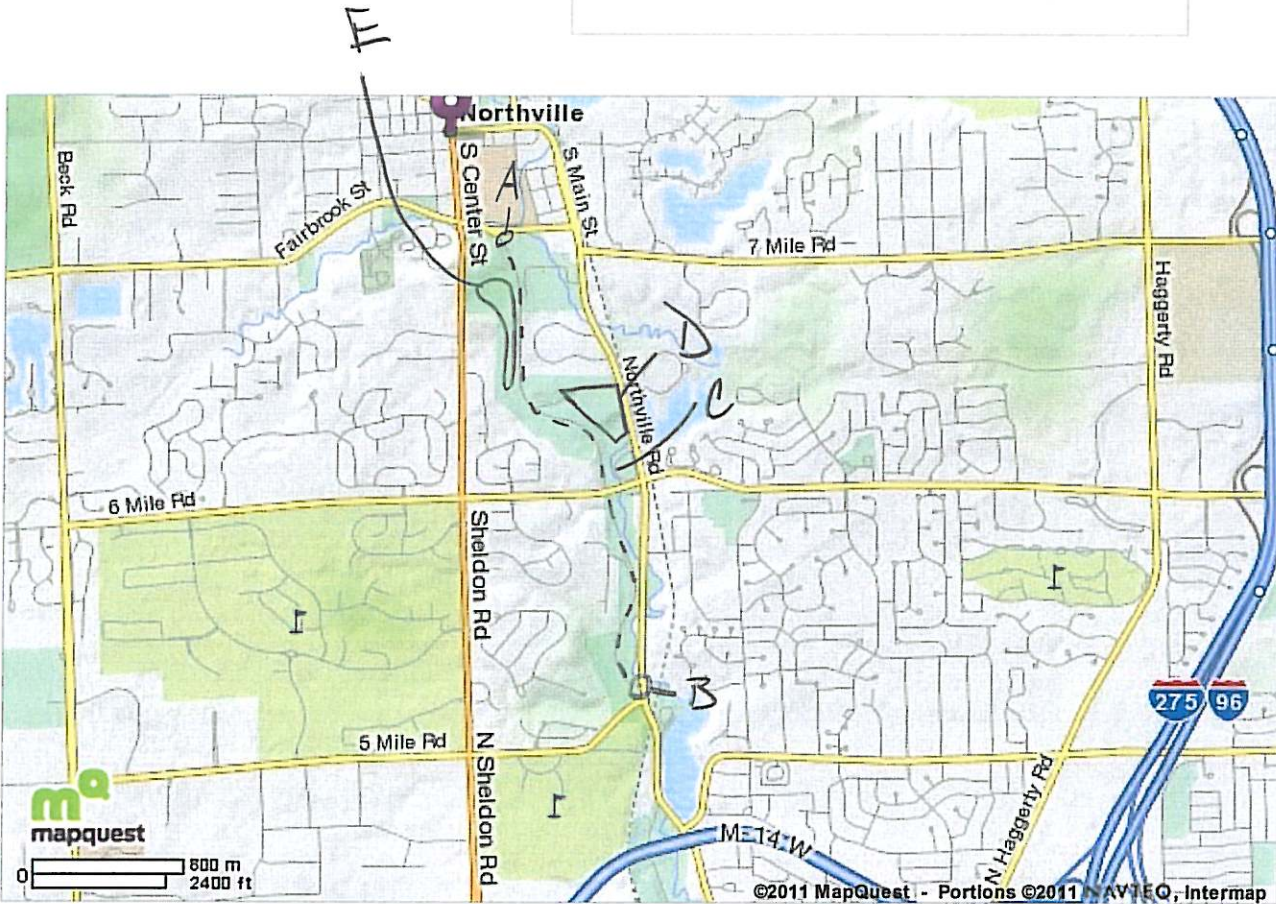 E
Northville
S Center St
A
S Main St
Beck Rd
Fairbrook St
7 Mile Rd
Haggerty Rd
D
Northville Rd
C
6 Mile Rd
Sheldon Rd
B
275 96
5 Mile Rd
N Sheldon Rd
N Haggerty Rd
mQ
mapquest
M-14 W
0
800 m
2400 ft
©2011 MapQuest - Portions ©2011 NAVTEQ, Intermap